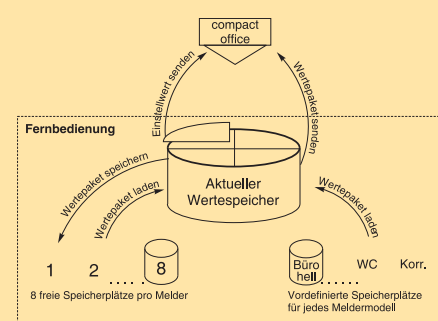 compact
office
Einstellwert senden
Wertepaket senden
Fernbedienung
Wertepaket speichern
Wertepaket laden
Aktueller
Wertespeicher
Wertepaket laden
1 2 ..... 8
Büro
hell ...... WC Korr.
8 freie Speicherplätze pro Melder
Vordefinierte Speicherplätze
für jedes Meldermodell